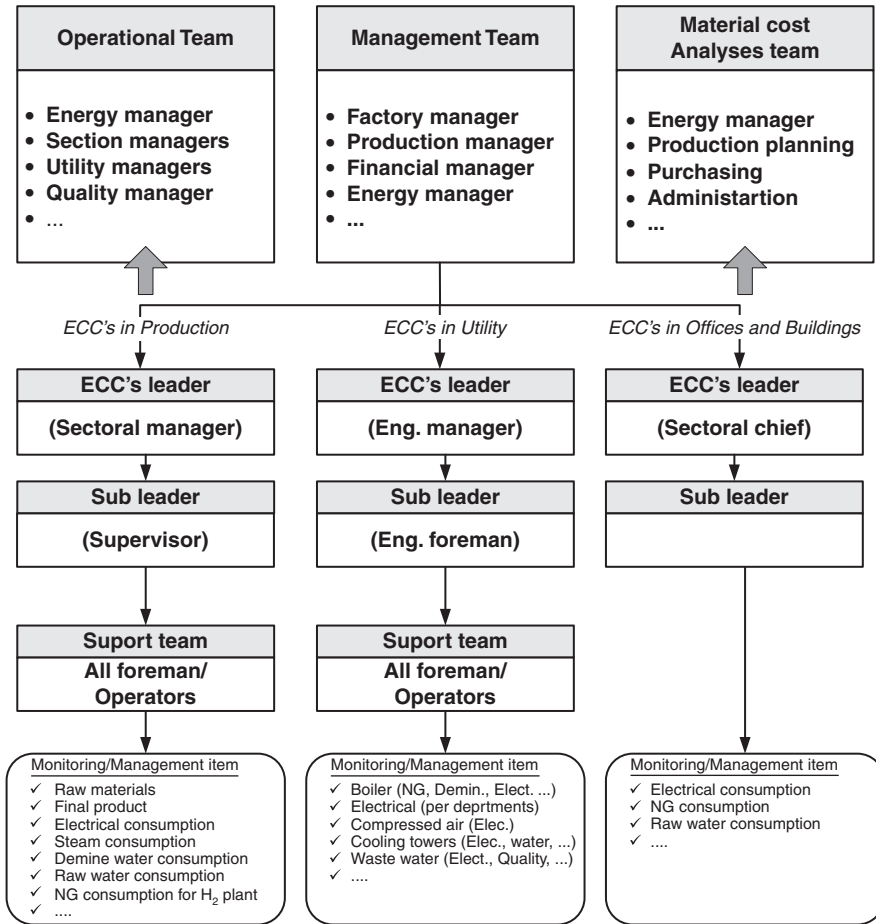 Operational Team
• Energy manager
• Section managers
• Utility managers
• Quality manager
• ...
Management Team
• Factory manager
• Production manager
• Financial manager
• Energy manager
• ...
Material cost
Analyses team
• Energy manager
• Production planning
• Purchasing
• Administartion
• ...
ECC's in Production
ECC's in Utility
ECC's in Offices and Buildings
ECC's leader
(Sectoral manager)
ECC's leader
(Eng. manager)
ECC's leader
(Sectoral chief)
Sub leader
(Supervisor)
Sub leader
(Eng. foreman)
Sub leader
Suport team
All foreman/
Operators
Suport team
All foreman/
Operators
Monitoring/Management item
✓ Raw materials
✓ Final product
✓ Electrical consumption
✓ Steam consumption
✓ Demine water consumption
✓ Raw water consumption
✓ NG consumption for H₂ plant
✓ ....
Monitoring/Management item
✓ Boiler (NG, Demin., Elect. ...)
✓ Electrical (per deprtments)
✓ Compressed air (Elec.)
✓ Cooling towers (Elec., water, ...)
✓ Waste water (Elect., Quality, ...)
✓ ....
Monitoring/Management item
✓ Electrical consumption
✓ NG consumption
✓ Raw water consumption
✓ ....